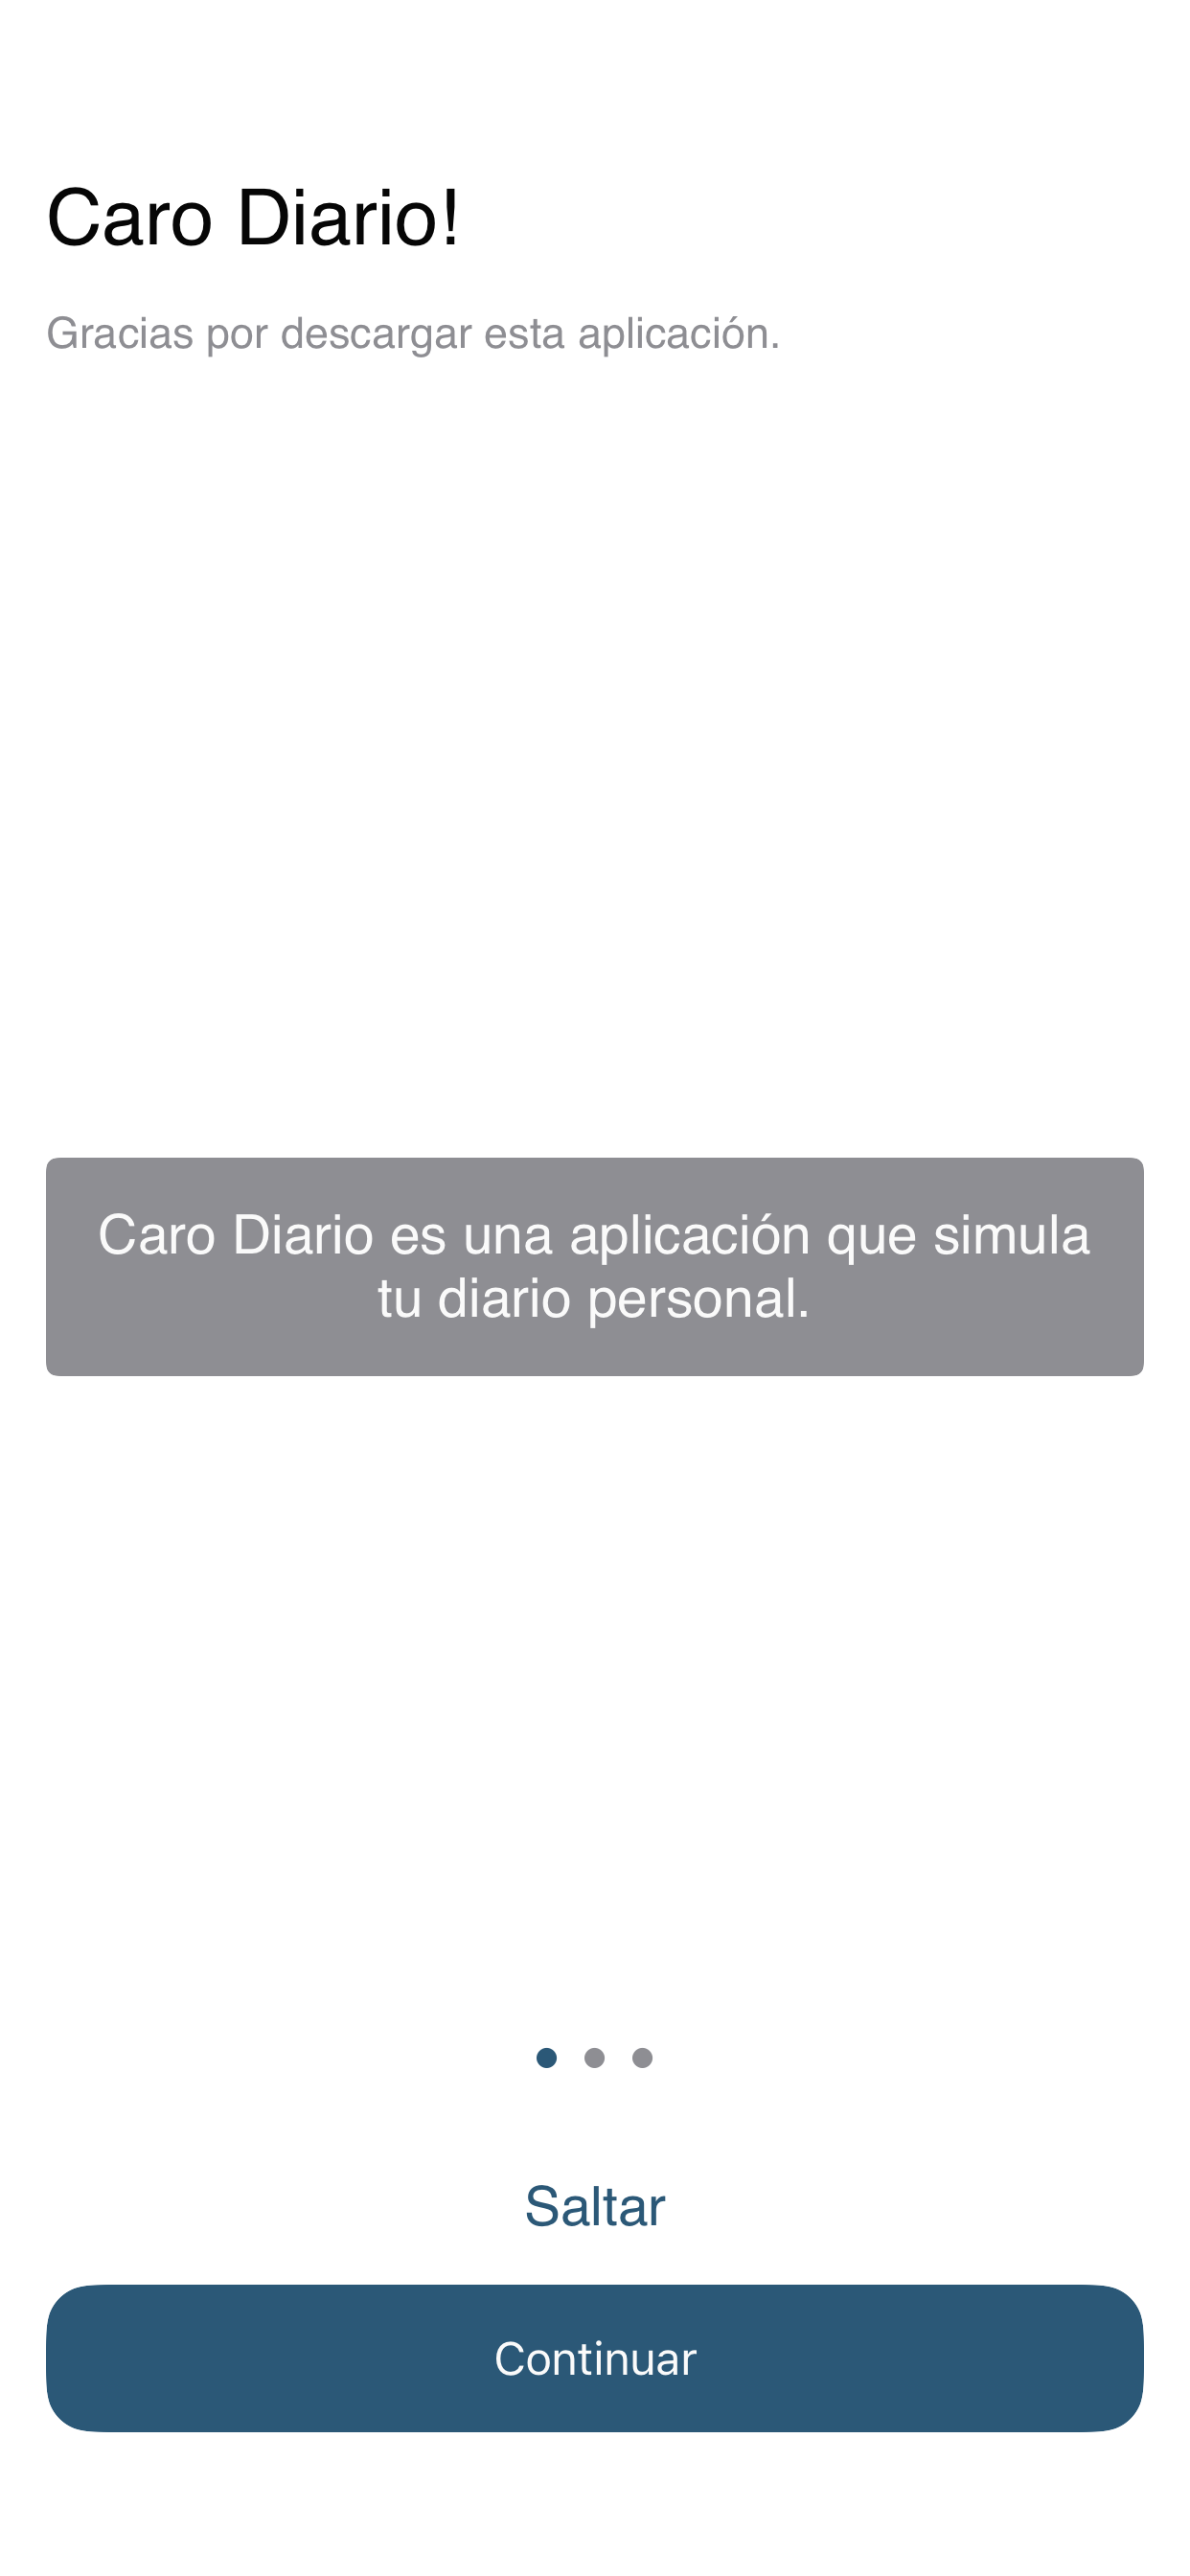 Caro Diario!
Gracias por descargar esta aplicación.
Caro Diario es una aplicación que simula
tu diario personal.
Saltar
Continuar